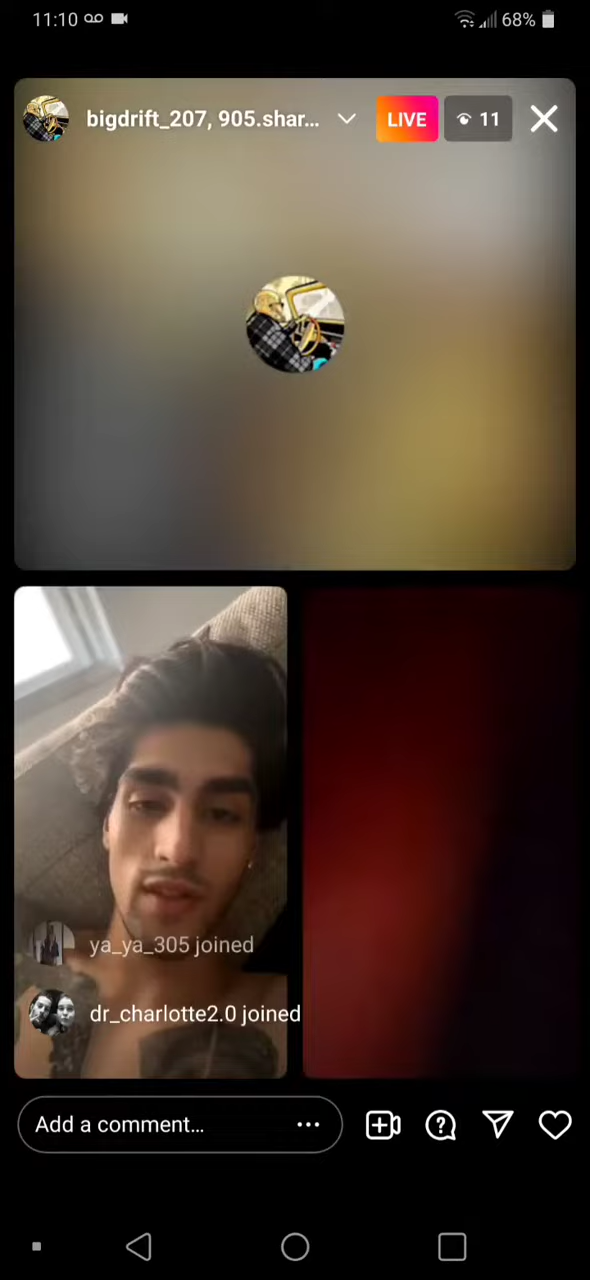 11:10 68%
bigdrift_207, 905.shar... LIVE 11
ya_ya_305 joined
dr_charlotte2.0 joined
Add a comment...